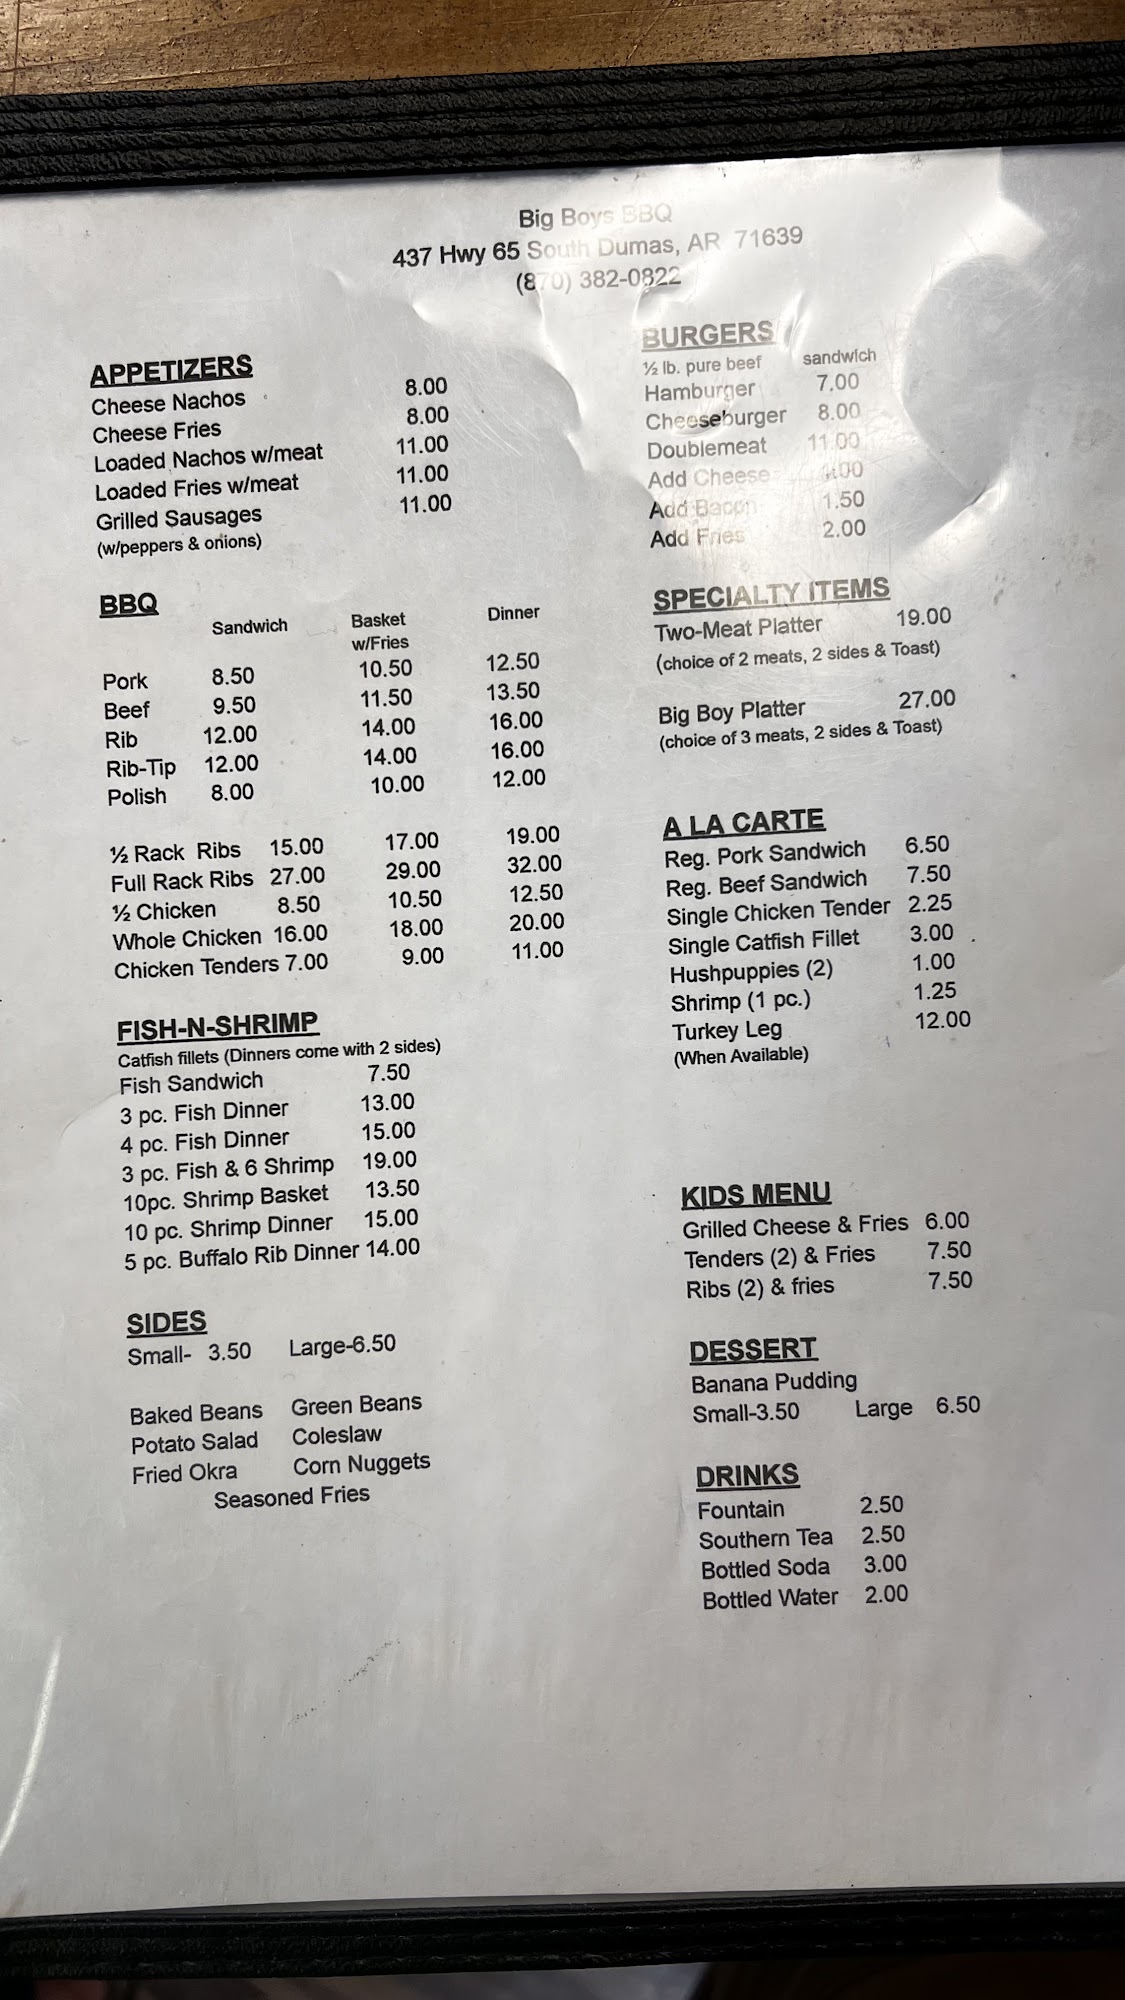 Big Boys BBQ
437 Hwy 65 South Dumas, AR 71639
(870) 382-0822
APPETIZERS
Cheese Nachos 8.00
Cheese Fries 8.00
Loaded Nachos w/meat 11.00
Loaded Fries w/meat 11.00
Grilled Sausages 11.00
(w/peppers & onions)
BBQ
Sandwich Basket Dinner
w/Fries
Pork 8.50 10.50 12.50
Beef 9.50 11.50 13.50
Rib 12.00 14.00 16.00
Rib-Tip 12.00 14.00 16.00
Polish 8.00 10.00 12.00
½ Rack Ribs 15.00 17.00 19.00
Full Rack Ribs 27.00 29.00 32.00
½ Chicken 8.50 10.50 12.50
Whole Chicken 16.00 18.00 20.00
Chicken Tenders 7.00 9.00 11.00
FISH-N-SHRIMP
Catfish fillets (Dinners come with 2 sides)
Fish Sandwich 7.50
3 pc. Fish Dinner 13.00
4 pc. Fish Dinner 15.00
3 pc. Fish & 6 Shrimp 19.00
10pc. Shrimp Basket 13.50
10 pc. Shrimp Dinner 15.00
5 pc. Buffalo Rib Dinner 14.00
SIDES
Small- 3.50 Large-6.50
Baked Beans Green Beans
Potato Salad Coleslaw
Fried Okra Corn Nuggets
Seasoned Fries
BURGERS
½ lb. pure beef sandwich
Hamburger 7.00
Cheeseburger 8.00
Doublemeat 11.00
Add Cheese
Add Bacon 1.50
Add Fries 2.00
SPECIALTY ITEMS
Two-Meat Platter 19.00
(choice of 2 meats, 2 sides & Toast)
Big Boy Platter 27.00
(choice of 3 meats, 2 sides & Toast)
A LA CARTE
Reg. Pork Sandwich 6.50
Reg. Beef Sandwich 7.50
Single Chicken Tender 2.25
Single Catfish Fillet 3.00
Hushpuppies (2) 1.00
Shrimp (1 pc.) 1.25
Turkey Leg 12.00
(When Available)
KIDS MENU
Grilled Cheese & Fries 6.00
Tenders (2) & Fries 7.50
Ribs (2) & fries 7.50
DESSERT
Banana Pudding
Small-3.50 Large 6.50
DRINKS
Fountain 2.50
Southern Tea 2.50
Bottled Soda 3.00
Bottled Water 2.00